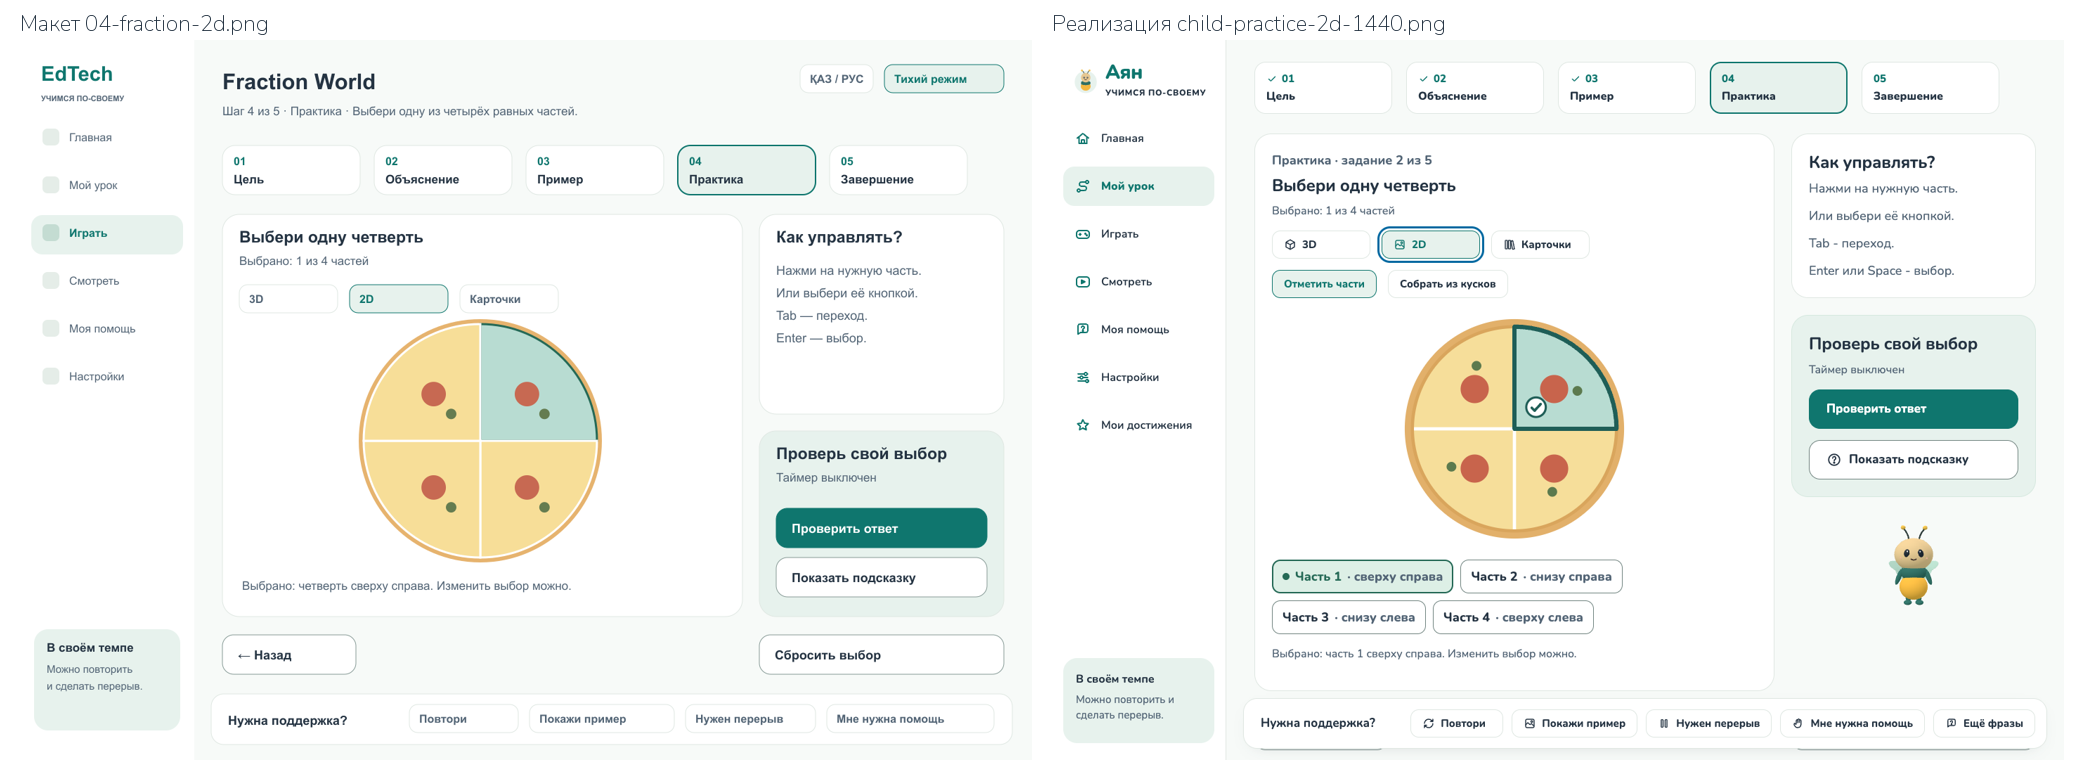 Макет 04-fraction-2d.png
EdTech
УЧИМСЯ ПО-СВОЕМУ
Главная
Мой урок
Играть
Смотреть
Моя помощь
Настройки
В своём темпе
Можно повторить
и сделать перерыв.
Fraction World
ҚАЗ / РУС
Тихий режим
Шаг 4 из 5 · Практика · Выбери одну из четырёх равных частей.
01
Цель
02
Объяснение
03
Пример
04
Практика
05
Завершение
Выбери одну четверть
Выбрано: 1 из 4 частей
3D
2D
Карточки
Выбрано: четверть сверху справа. Изменить выбор можно.
Как управлять?
Нажми на нужную часть.
Или выбери её кнопкой.
Tab — переход.
Enter — выбор.
Проверь свой выбор
Таймер выключен
Проверить ответ
Показать подсказку
← Назад
Сбросить выбор
Нужна поддержка?
Повтори
Покажи пример
Нужен перерыв
Мне нужна помощь
Реализация child-practice-2d-1440.png
Аян
УЧИМСЯ ПО-СВОЕМУ
Главная
Мой урок
Играть
Смотреть
Моя помощь
Настройки
Мои достижения
В своём темпе
Можно повторить и
сделать перерыв.
01
Цель
02
Объяснение
03
Пример
04
Практика
05
Завершение
Практика · задание 2 из 5
Выбери одну четверть
Выбрано: 1 из 4 частей
3D
2D
Карточки
Отметить части
Собрать из кусков
Часть 1 · сверху справа
Часть 2 · снизу справа
Часть 3 · снизу слева
Часть 4 · сверху слева
Выбрано: часть 1 сверху справа. Изменить выбор можно.
Как управлять?
Нажми на нужную часть.
Или выбери её кнопкой.
Tab - переход.
Enter или Space - выбор.
Проверь свой выбор
Таймер выключен
Проверить ответ
Показать подсказку
Нужна поддержка?
Повтори
Покажи пример
Нужен перерыв
Мне нужна помощь
Ещё фразы